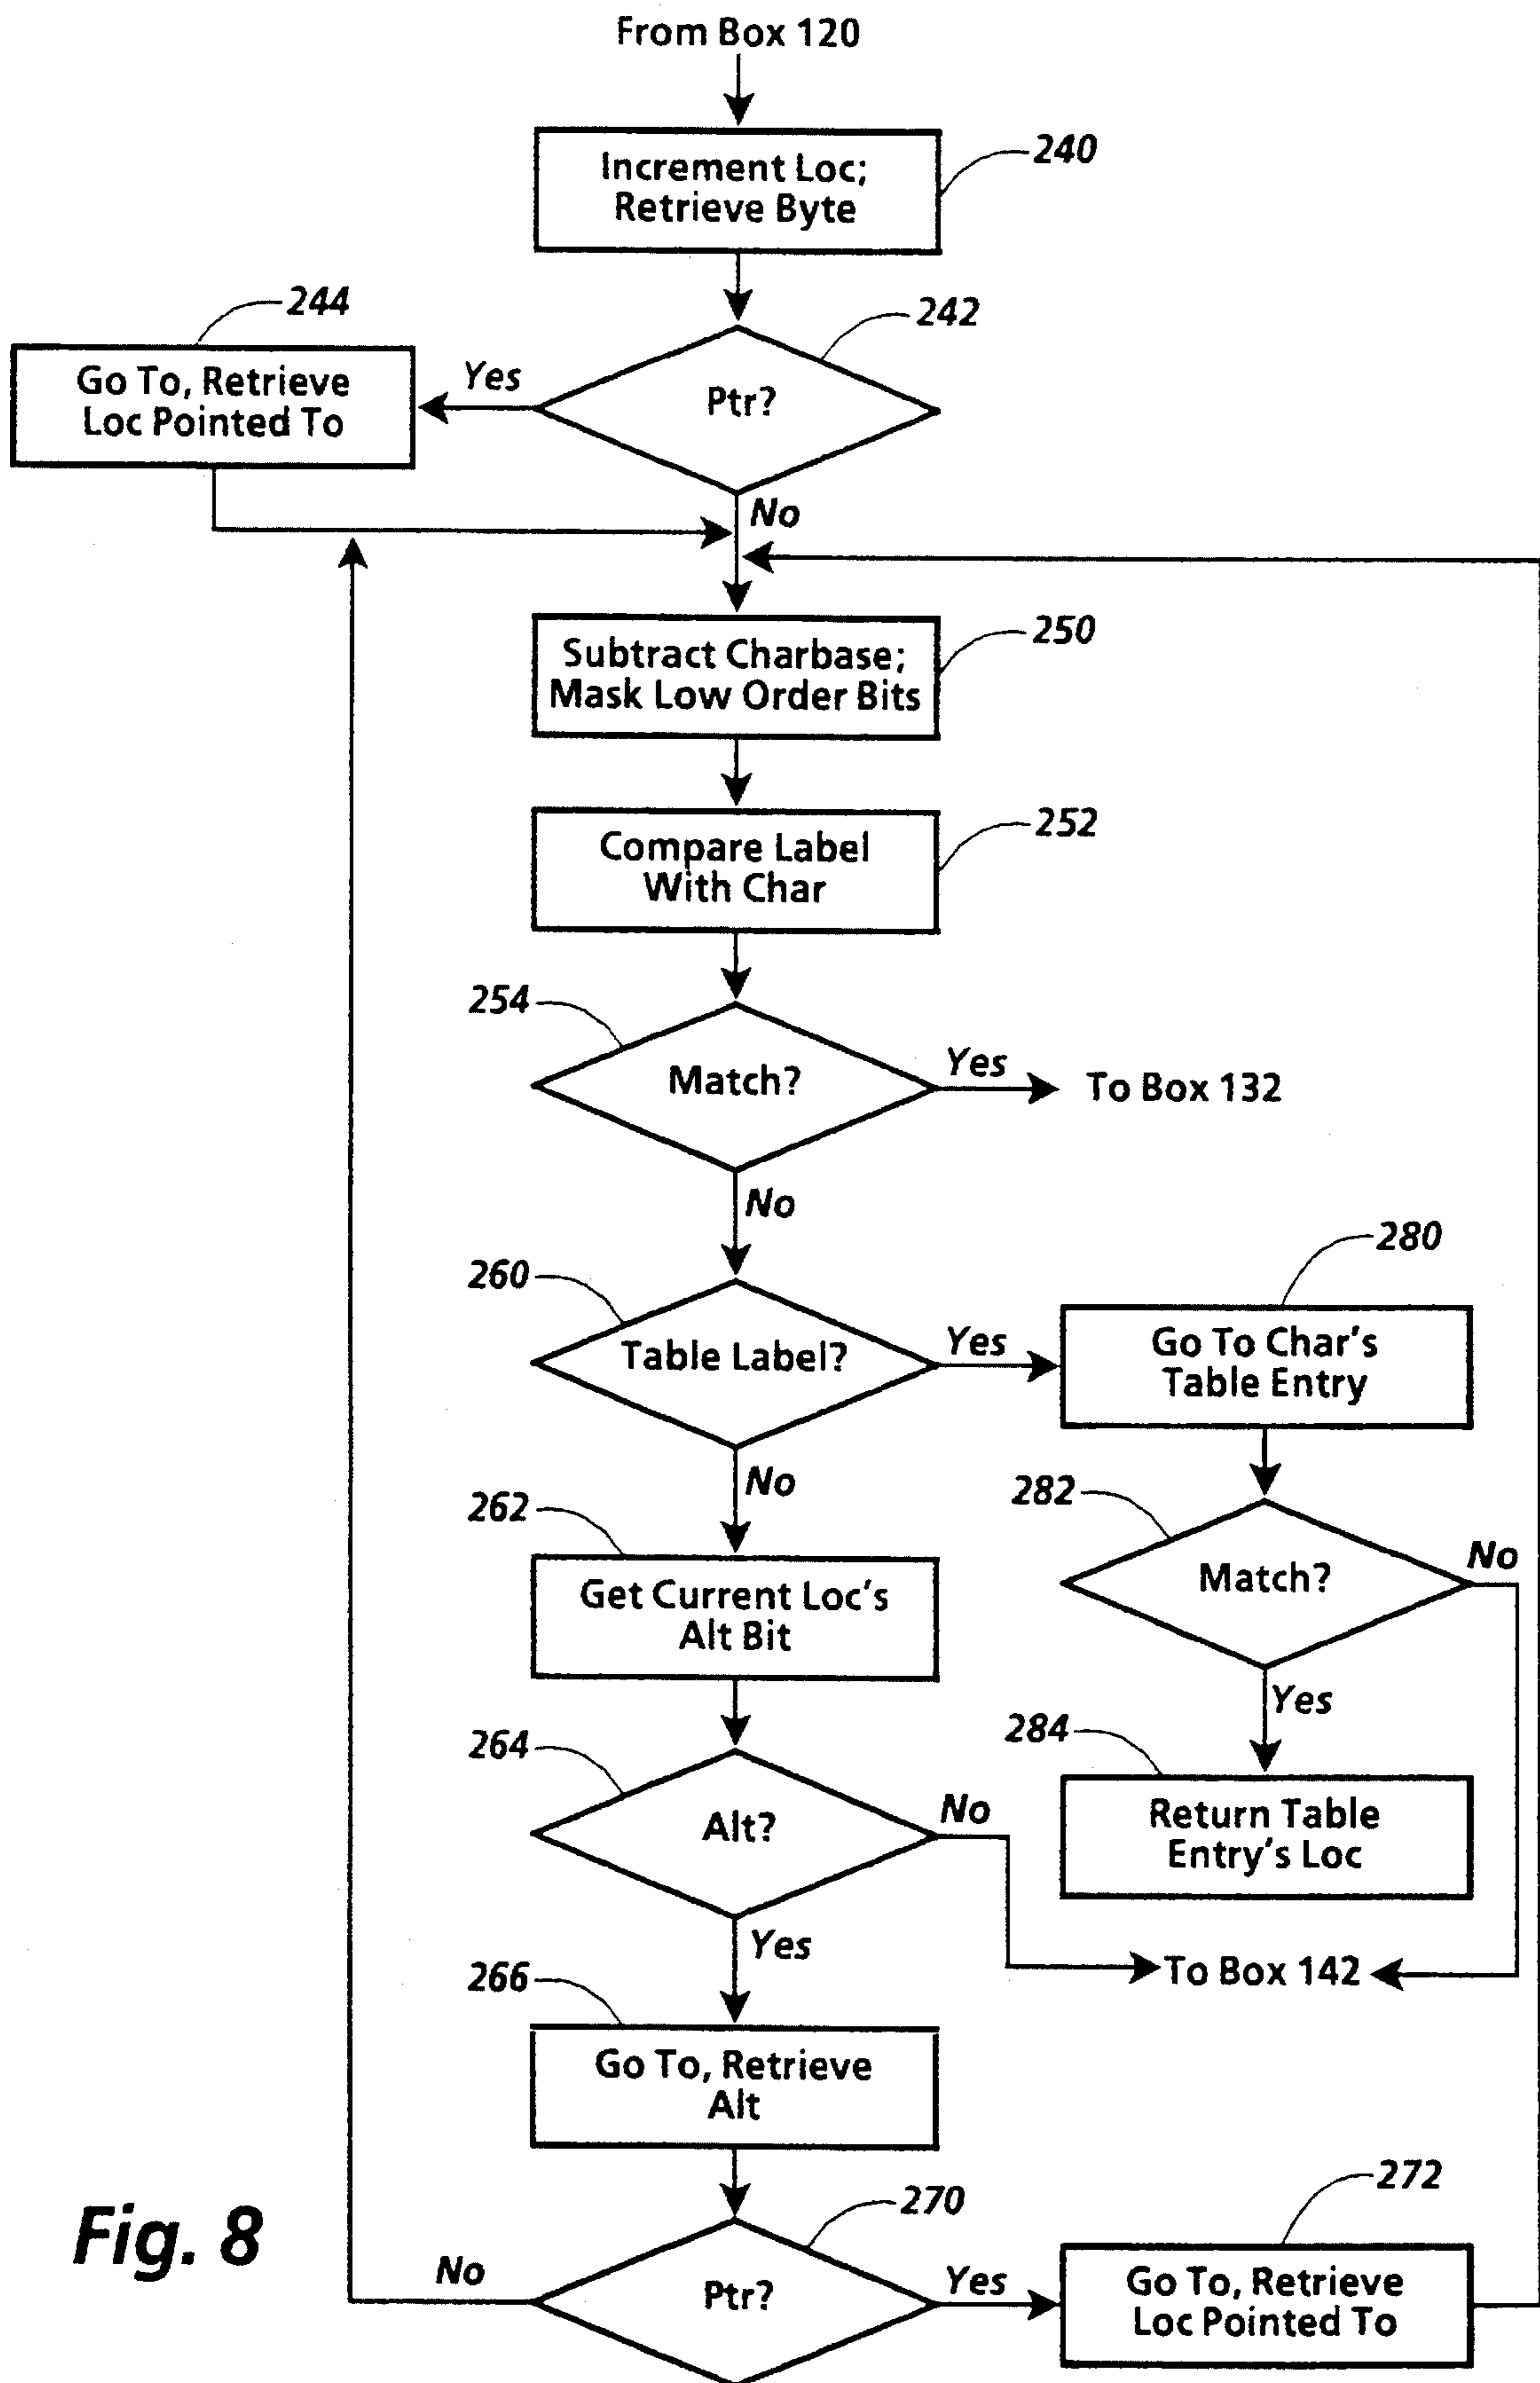 From Box 120
Increment Loc;
Retrieve Byte
240
242
Ptr?
Yes
244
Go To, Retrieve
Loc Pointed To
No
Subtract Charbase;
Mask Low Order Bits
250
Compare Label
With Char
252
254
Match?
Yes
To Box 132
No
260
Table Label?
Yes
280
Go To Char's
Table Entry
No
262
Get Current Loc's
Alt Bit
282
Match?
No
Yes
264
Alt?
No
284
Return Table
Entry's Loc
Yes
To Box 142
266
Go To, Retrieve
Alt
270
Ptr?
No
Yes
272
Go To, Retrieve
Loc Pointed To
Fig. 8